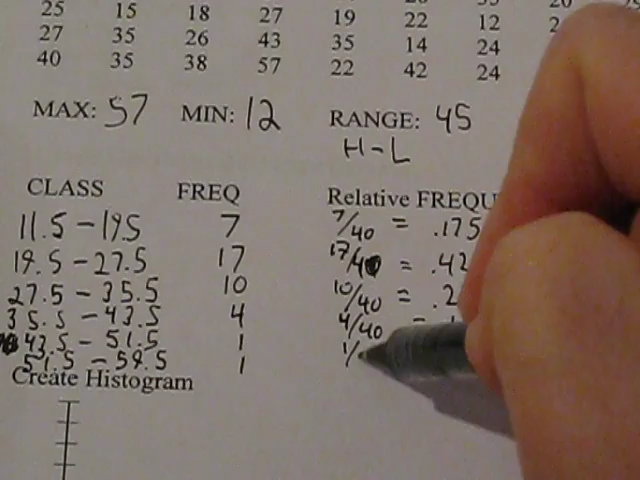 25 15 18 27 19 22 12 2
27 35 26 43 35 14 24
40 35 38 57 22 42 24
MAX: 57 MIN: 12 RANGE: 45
H-L
CLASS FREQ Relative FREQU
11.5 - 19.5 7 7/40 = .175
19.5 - 27.5 17 17/40 = .42
27.5 - 35.5 10 10/40 = .2
35.5 - 43.5 4 4/40 =
43.5 - 51.5 1 1/
51.5 - 59.5 1
Create Histogram